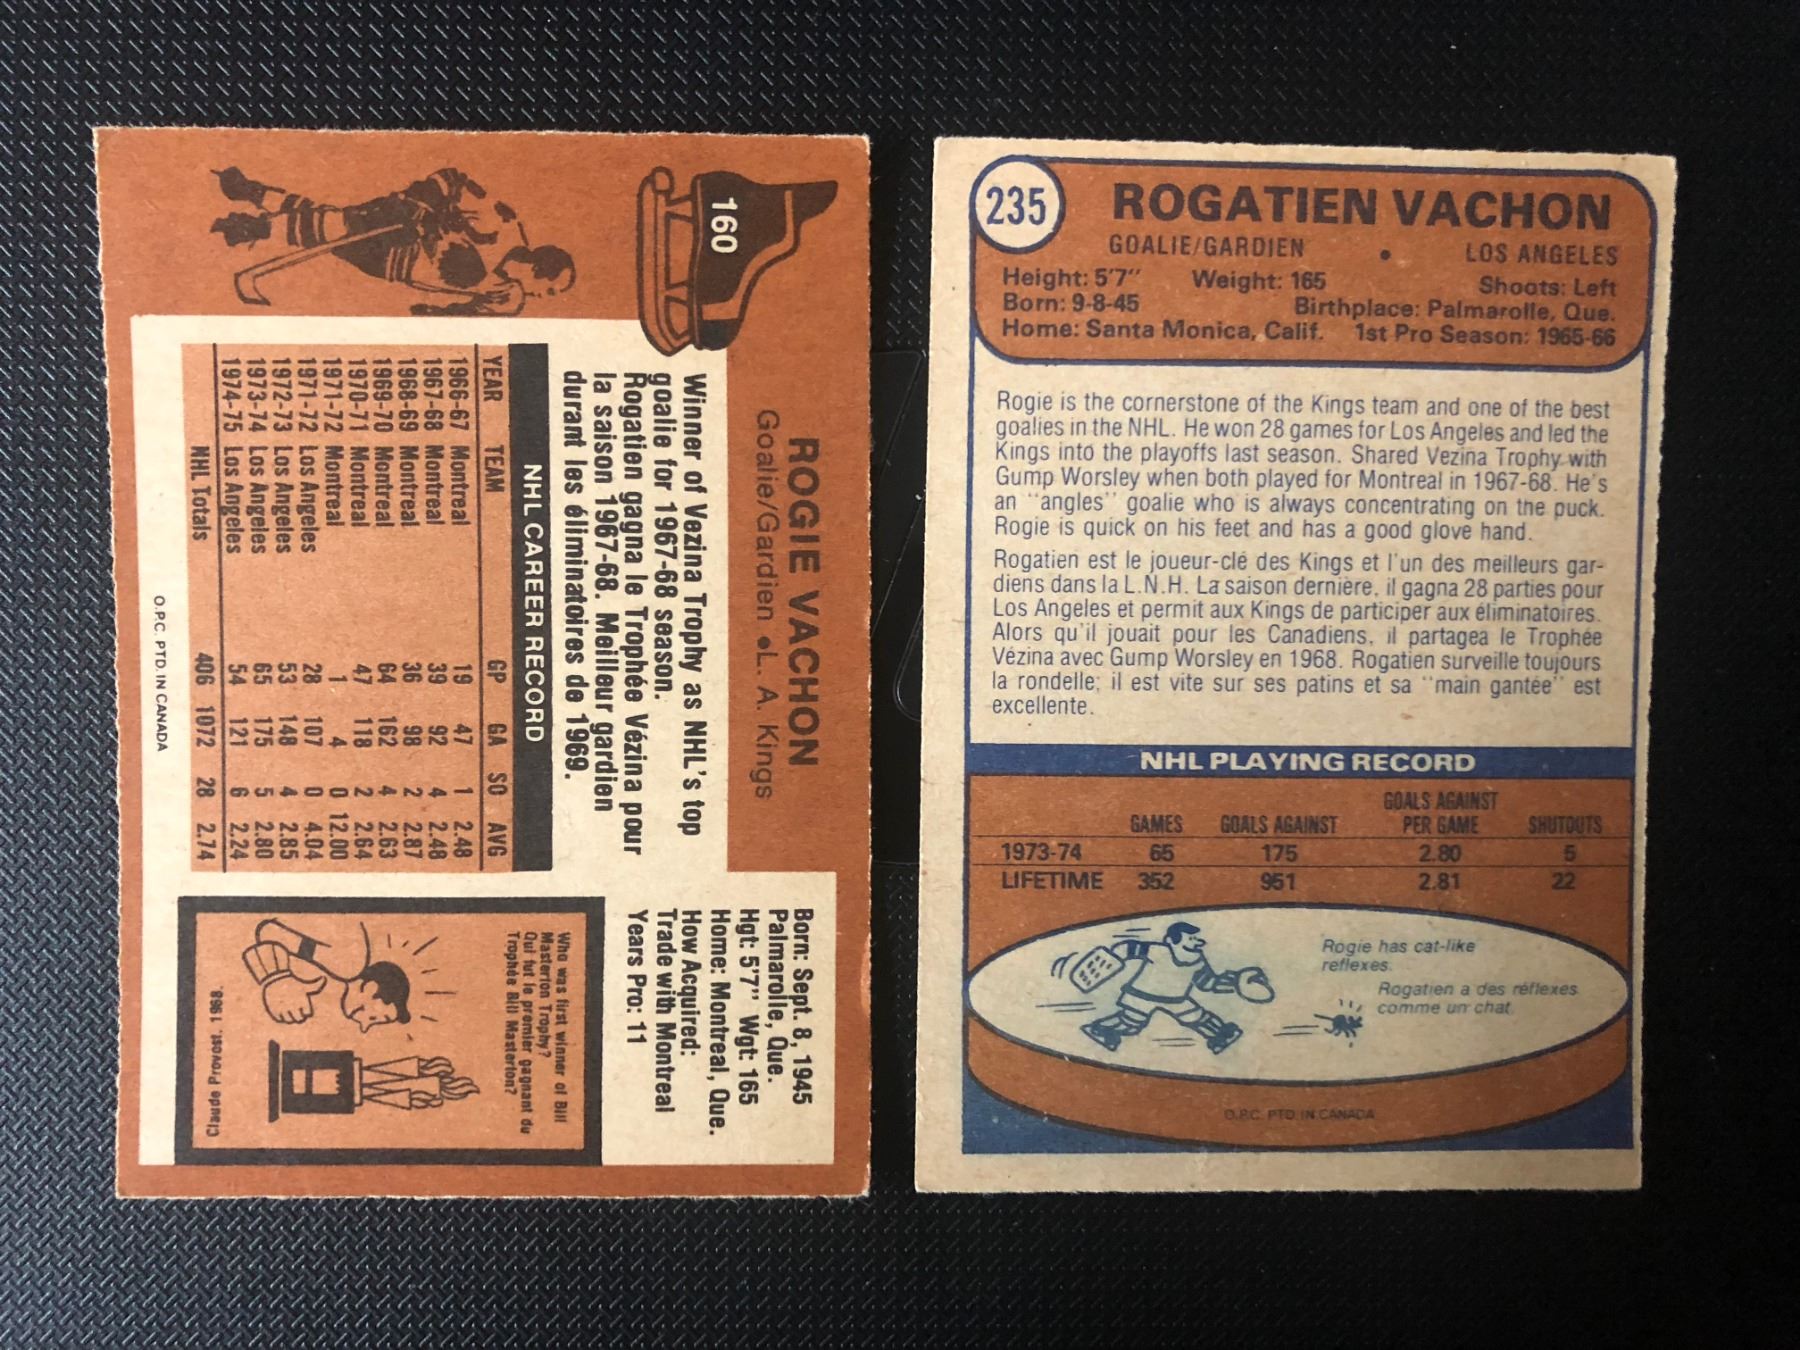 160
ROGIE VACHON
Goalie/Gardien • L. A. Kings
Winner of Vezina Trophy as NHL's top
goalie for 1967-68 season.
Rogatien gagna le Trophée Vézina pour
la saison 1967-68. Meilleur gardien
durant les éliminatoires de 1969.
NHL CAREER RECORD
YEAR TEAM GP GA SO AVG
1966-67 Montreal 19 47 1 2.48
1967-68 Montreal 39 92 4 2.48
1968-69 Montreal 36 98 2 2.87
1969-70 Montreal 64 162 4 2.63
1970-71 Montreal 47 118 2 2.64
1971-72 Montreal 1 4 0 12.00
1971-72 Los Angeles 28 107 0 4.04
1972-73 Los Angeles 53 148 4 2.85
1973-74 Los Angeles 65 175 5 2.80
1974-75 Los Angeles 54 121 6 2.24
NHL Totals 406 1072 28 2.74
O.P.C. PTD. IN CANADA
Born: Sept. 8, 1945
Palmarolle, Que.
Hgt: 5'7" Wgt: 165
Home: Montreal, Que.
How Acquired:
Trade with Montreal
Years Pro: 11
Who was first winner of Bill
Masterton Trophy?
Qui fut le premier gagnant du
Trophée Bill Masterton?
Claude Provost, 1968.
235
ROGATIEN VACHON
GOALIE/GARDIEN • LOS ANGELES
Height: 5'7" Weight: 165 Shoots: Left
Born: 9-8-45 Birthplace: Palmarolle, Que.
Home: Santa Monica, Calif. 1st Pro Season: 1965-66
Rogie is the cornerstone of the Kings team and one of the best
goalies in the NHL. He won 28 games for Los Angeles and led the
Kings into the playoffs last season. Shared Vezina Trophy with
Gump Worsley when both played for Montreal in 1967-68. He's
an "angles" goalie who is always concentrating on the puck.
Rogie is quick on his feet and has a good glove hand.
Rogatien est le joueur-clé des Kings et l'un des meilleurs gar-
diens dans la L.N.H. La saison dernière, il gagna 28 parties pour
Los Angeles et permit aux Kings de participer aux éliminatoires.
Alors qu'il jouait pour les Canadiens, il partagea le Trophée
Vézina avec Gump Worsley en 1968. Rogatien surveille toujours
la rondelle; il est vite sur ses patins et sa "main gantée" est
excellente.
NHL PLAYING RECORD
GAMES GOALS AGAINST GOALS AGAINST PER GAME SHUTOUTS
1973-74 65 175 2.80 5
LIFETIME 352 951 2.81 22
Rogie has cat-like
reflexes.
Rogatien a des réflexes
comme un chat.
O.P.C. PTD. IN CANADA